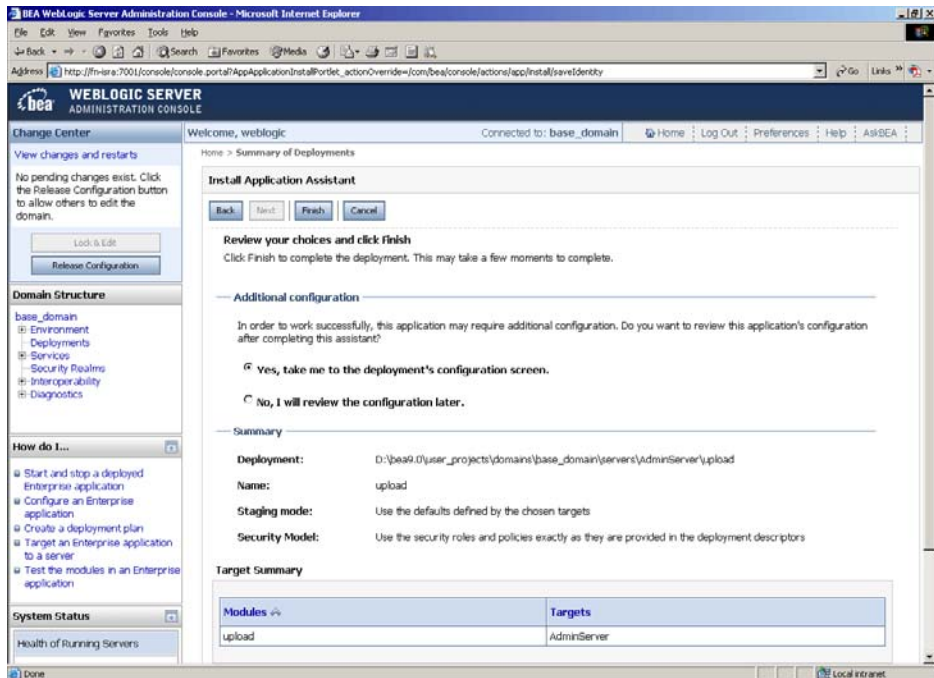 BEA WebLogic Server Administration Console - Microsoft Internet Explorer
File Edit View Favorites Tools Help
Back Search Favorites Media
Address http://fn-isra:7001/console/console.portal?AppApplicationInstallPortlet_actionOverride=/com/bea/console/actions/app/install/saveIdentity Go Links
bea WEBLOGIC SERVER
ADMINISTRATION CONSOLE
Change Center
View changes and restarts
No pending changes exist. Click
the Release Configuration button
to allow others to edit the
domain.
Lock & Edit
Release Configuration
Domain Structure
base_domain
Environment
Deployments
Services
Security Realms
Interoperability
Diagnostics
How do I...
Start and stop a deployed
Enterprise application
Configure an Enterprise
application
Create a deployment plan
Target an Enterprise application
to a server
Test the modules in an Enterprise
application
System Status
Health of Running Servers
Welcome, weblogic Connected to: base_domain Home Log Out Preferences Help AskBEA
Home > Summary of Deployments
Install Application Assistant
Back Next Finish Cancel
Review your choices and click Finish
Click Finish to complete the deployment. This may take a few moments to complete.
Additional configuration
In order to work successfully, this application may require additional configuration. Do you want to review this application's configuration
after completing this assistant?
Yes, take me to the deployment's configuration screen.
No, I will review the configuration later.
Summary
Deployment: D:\bea9.0\user_projects\domains\base_domain\servers\AdminServer\upload
Name: upload
Staging mode: Use the defaults defined by the chosen targets
Security Model: Use the security roles and policies exactly as they are provided in the deployment descriptors
Target Summary
Modules Targets
upload AdminServer
Done Local intranet